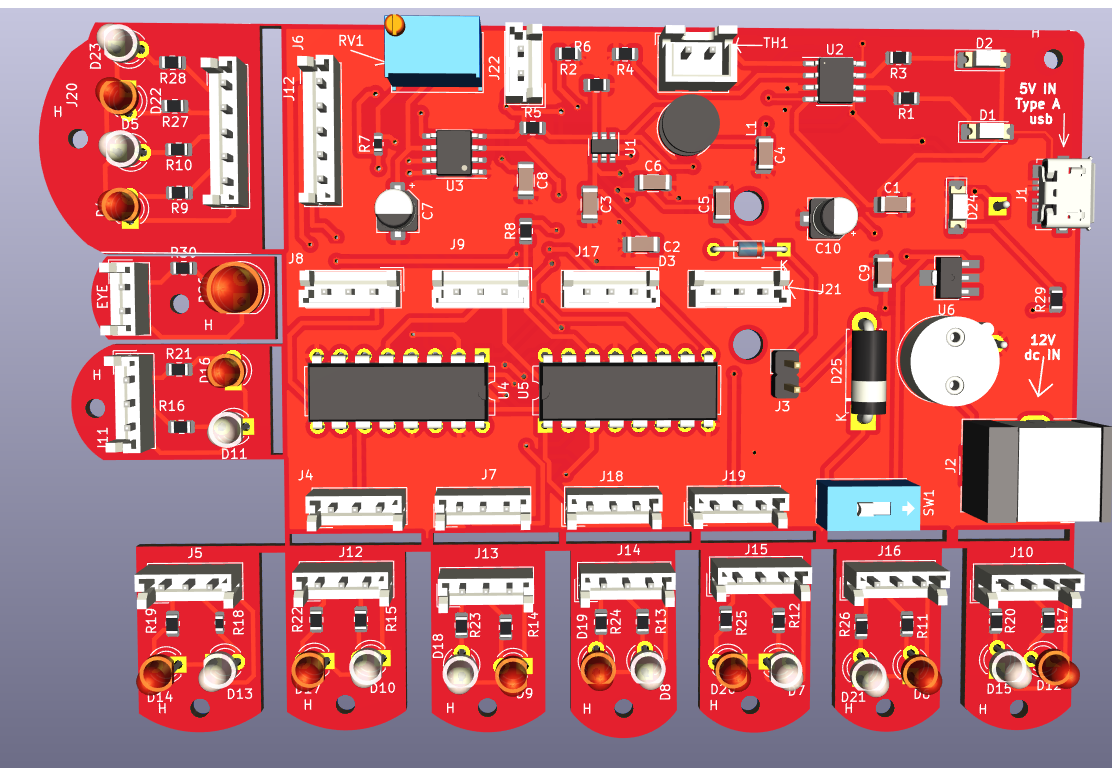 D23
R28
J20
H
D22
D5
R27
R10
R9
J6
J12
RV1
R7
U3
C7
J22
R6
R2
R4
R5
J1
C8
C3
C6
R8
C2
D3
TH1
L1
C4
C5
U2
R3
R1
D2
D1
H
5V IN
Type A
usb
J1
D24
C1
C10
C9
U6
R29
12V
dc IN
J2
D25
K
K
J3
SW1
EYE
R30
H
R21
D16
H
R16
J11
D11
J8
J9
J17
J21
U4
U5
J4
J7
J18
J19
J5
J12
J13
J14
J15
J16
J10
R19
R18
R22
R15
D18
R23
R14
D19
R24
R13
R25
R12
R26
R11
R20
R17
D14
D13
D17
D10
D9
D8
D20
D7
D21
D6
D15
D12
H
H
H
H
H
H
H